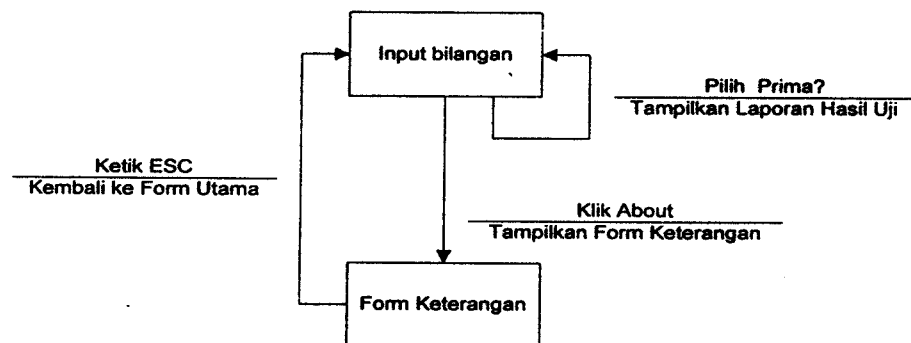 Input bilangan
Pilih Prima?
Tampilkan Laporan Hasil Uji
Ketik ESC
Kembali ke Form Utama
Klik About
Tampilkan Form Keterangan
Form Keterangan